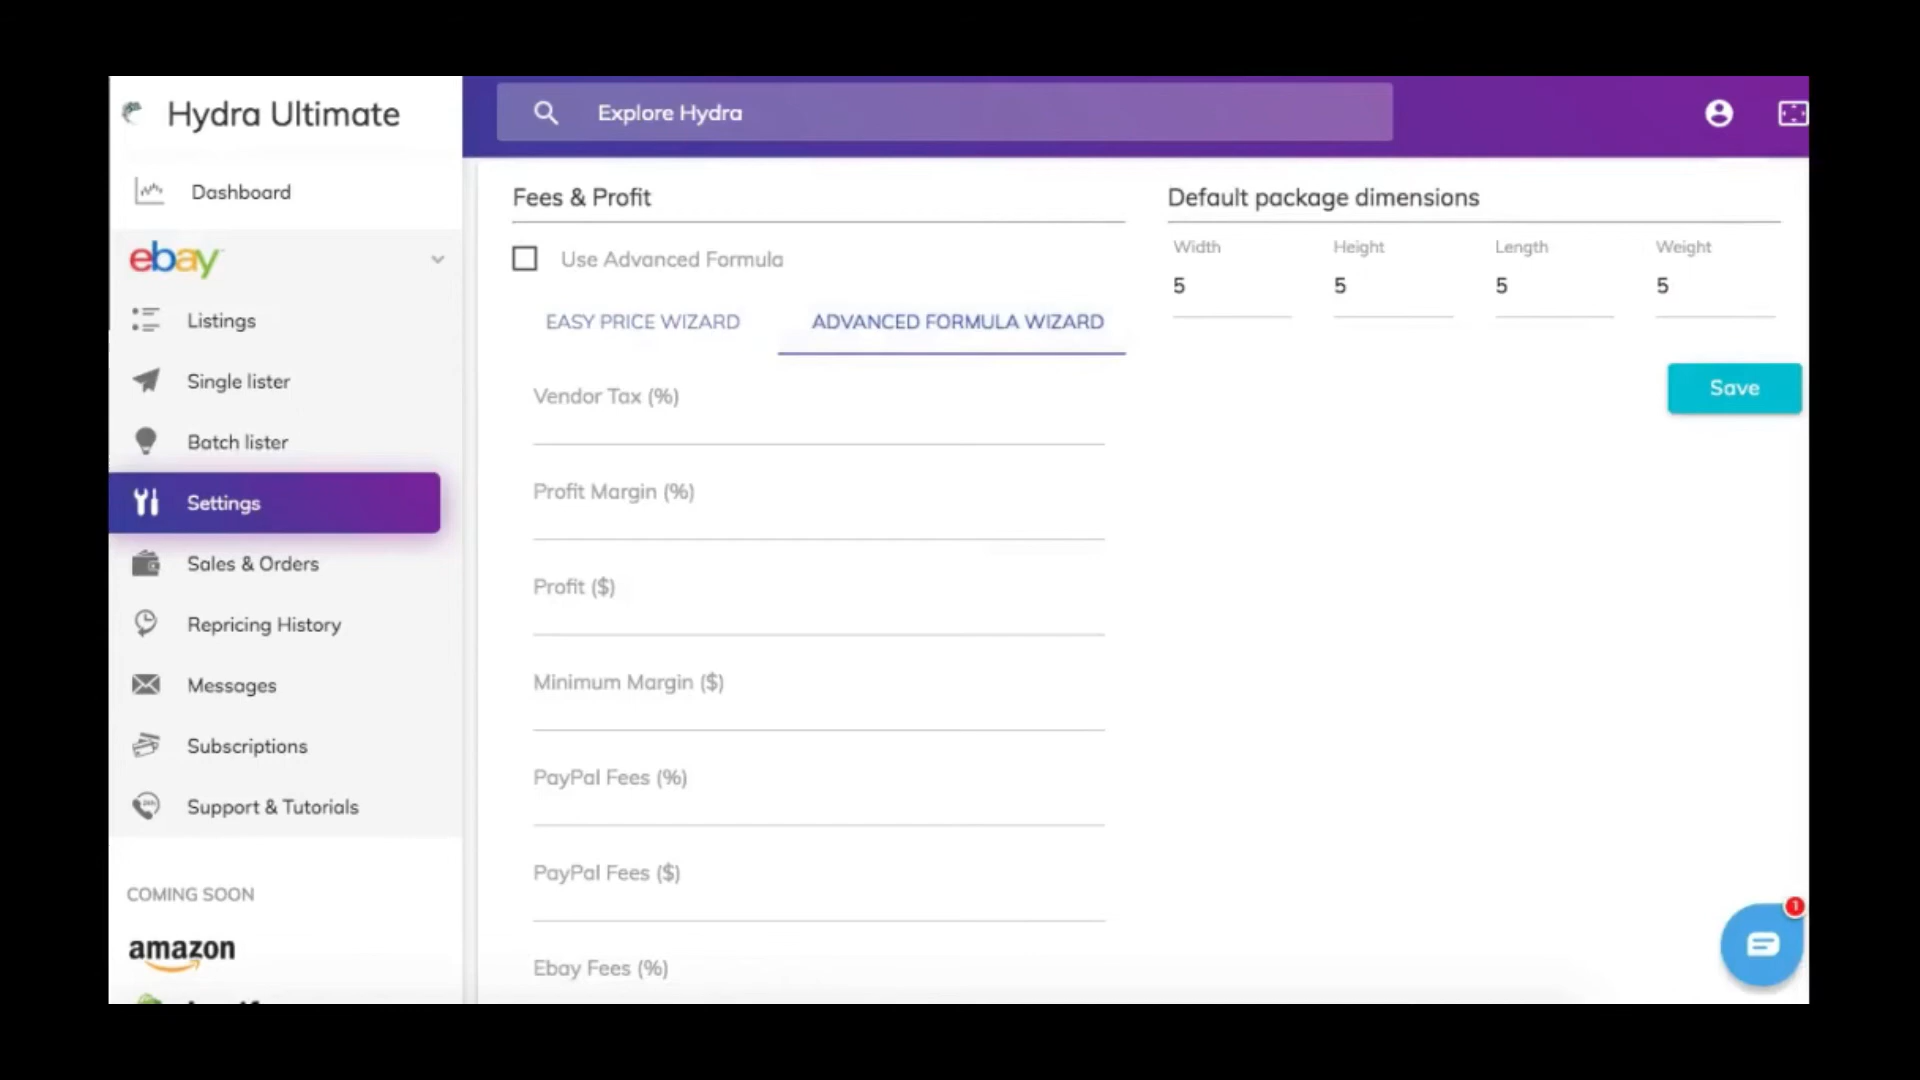 Hydra Ultimate
Explore Hydra
Dashboard
ebay
Listings
Single lister
Batch lister
Settings
Sales & Orders
Repricing History
Messages
Subscriptions
Support & Tutorials
COMING SOON
amazon
Fees & Profit
Use Advanced Formula
EASY PRICE WIZARD
ADVANCED FORMULA WIZARD
Vendor Tax (%)
Profit Margin (%)
Profit ($)
Minimum Margin ($)
PayPal Fees (%)
PayPal Fees ($)
Ebay Fees (%)
Default package dimensions
Width Height Length Weight
5 5 5 5
Save
1